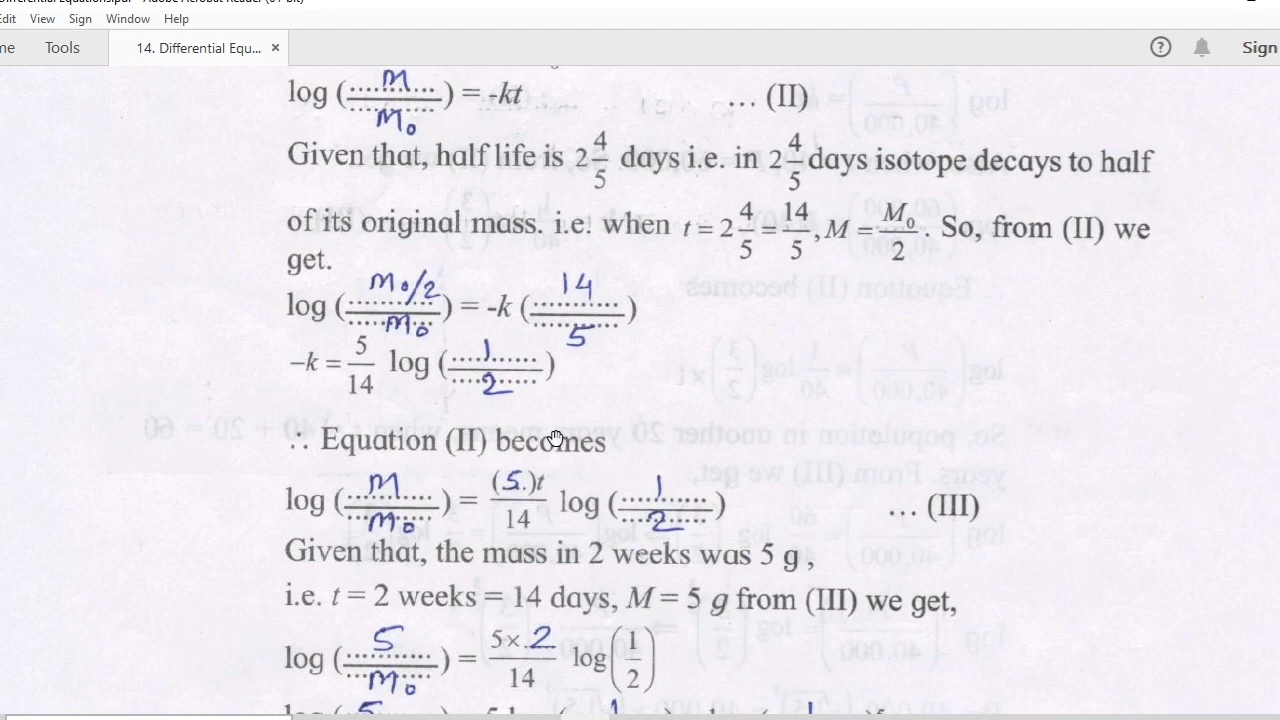 Edit View Sign Window Help
me Tools 14. Differential Equ... × ? Sign
log (M/M₀) = -kt ... (II)
Given that, half life is 2 4/5 days i.e. in 2 4/5 days isotope decays to half
of its original mass. i.e. when t = 2 4/5 = 14/5, M = M₀/2. So, from (II) we
get.
log (M₀/2 / M₀) = -k (14/5)
−k = 5/14 log (1/2)
∴ Equation (II) becomes
log (M/M₀) = (5)t/14 log (1/2) ... (III)
Given that, the mass in 2 weeks was 5 g,
i.e. t = 2 weeks = 14 days, M = 5 g from (III) we get,
log (5/M₀) = 5×2/14 log(1/2)